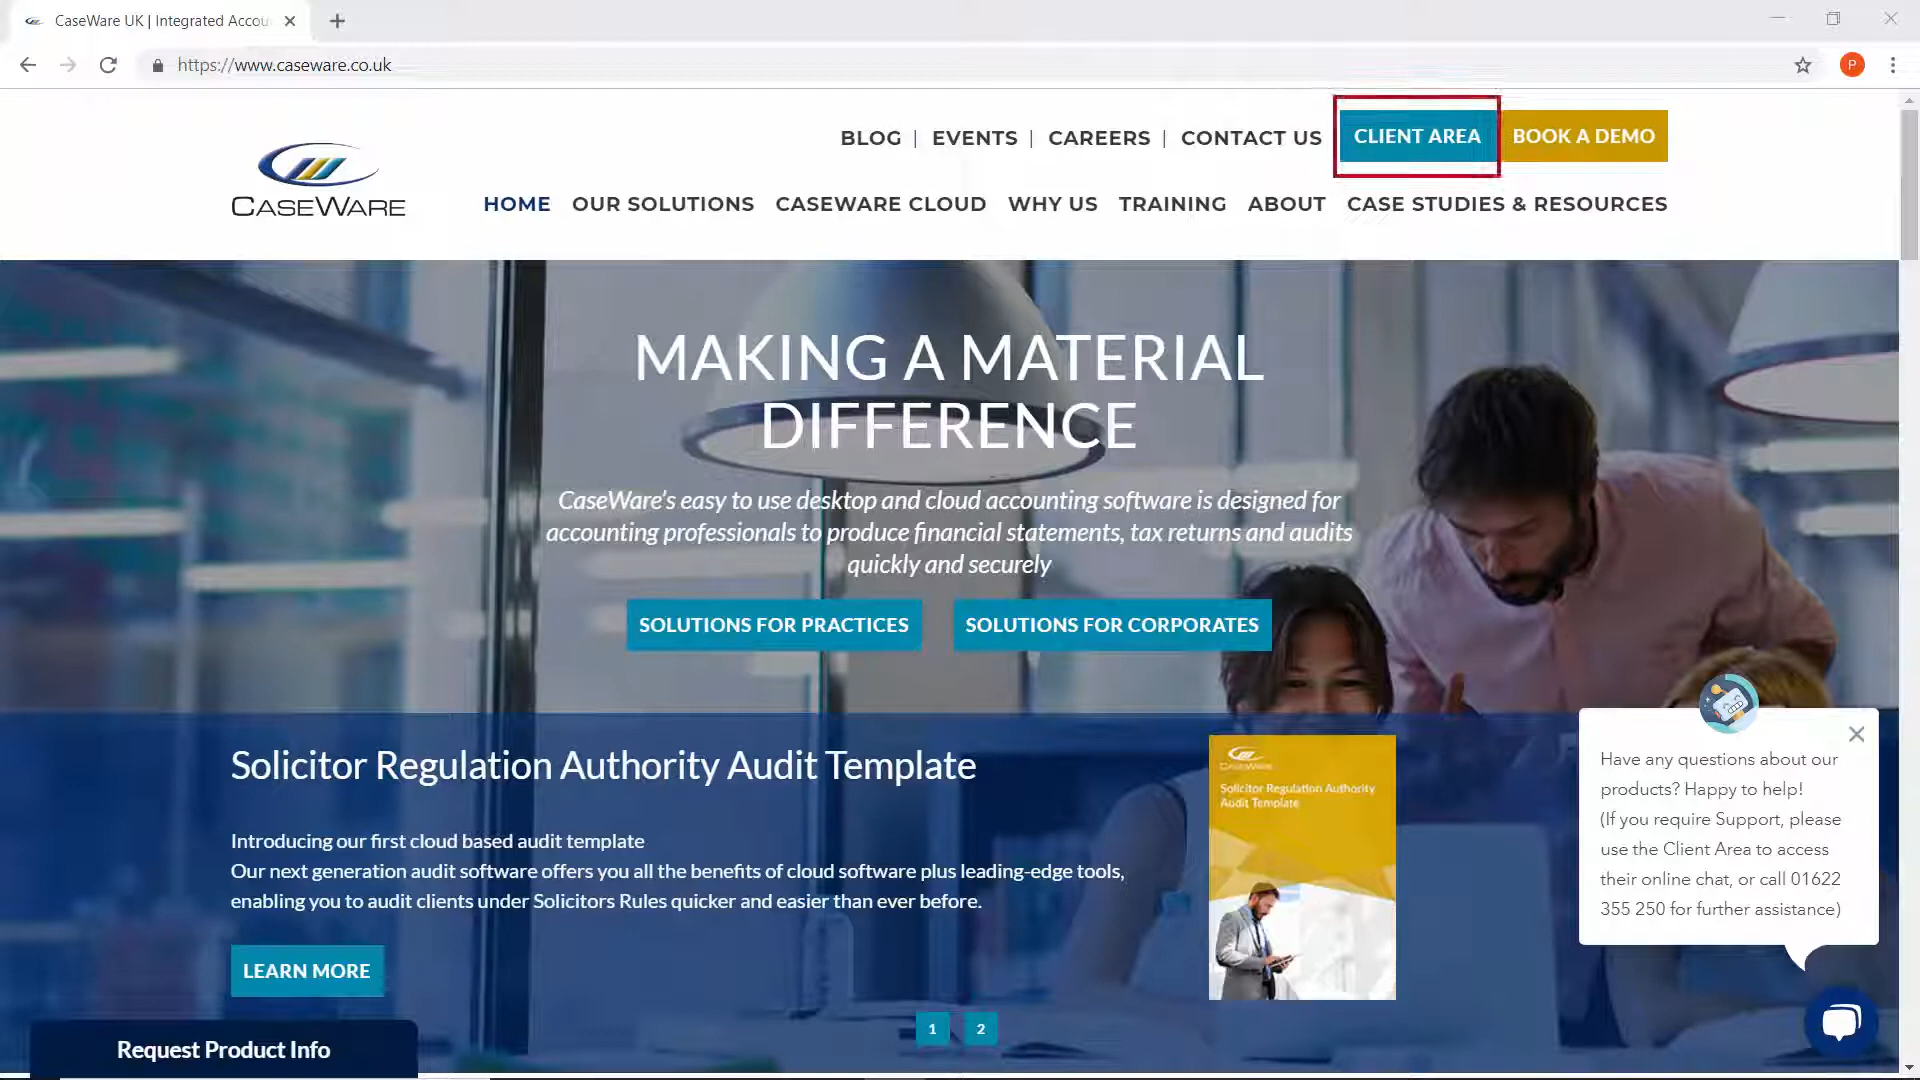 CaseWare UK | Integrated Accou
https://www.caseware.co.uk
P
BLOG | EVENTS | CAREERS | CONTACT US
CLIENT AREA
BOOK A DEMO
CASEWARE
HOME OUR SOLUTIONS CASEWARE CLOUD WHY US TRAINING ABOUT CASE STUDIES & RESOURCES
MAKING A MATERIAL
DIFFERENCE
CaseWare's easy to use desktop and cloud accounting software is designed for
accounting professionals to produce financial statements, tax returns and audits
quickly and securely
SOLUTIONS FOR PRACTICES
SOLUTIONS FOR CORPORATES
Solicitor Regulation Authority Audit Template
Introducing our first cloud based audit template
Our next generation audit software offers you all the benefits of cloud software plus leading-edge tools,
enabling you to audit clients under Solicitors Rules quicker and easier than ever before.
LEARN MORE
CASEWARE
Solicitor Regulation Authority
Audit Template
Have any questions about our
products? Happy to help!
(If you require Support, please
use the Client Area to access
their online chat, or call 01622
355 250 for further assistance)
1 2
Request Product Info